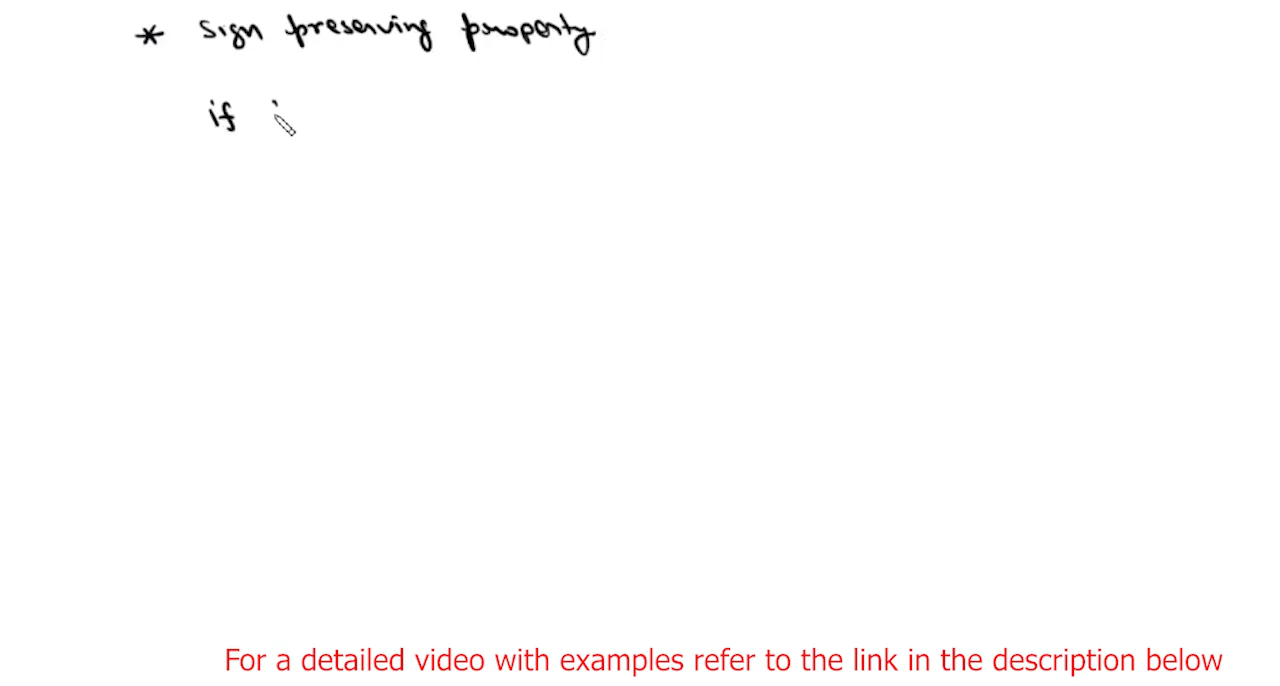 * Sign preserving property
if
For a detailed video with examples refer to the link in the description below